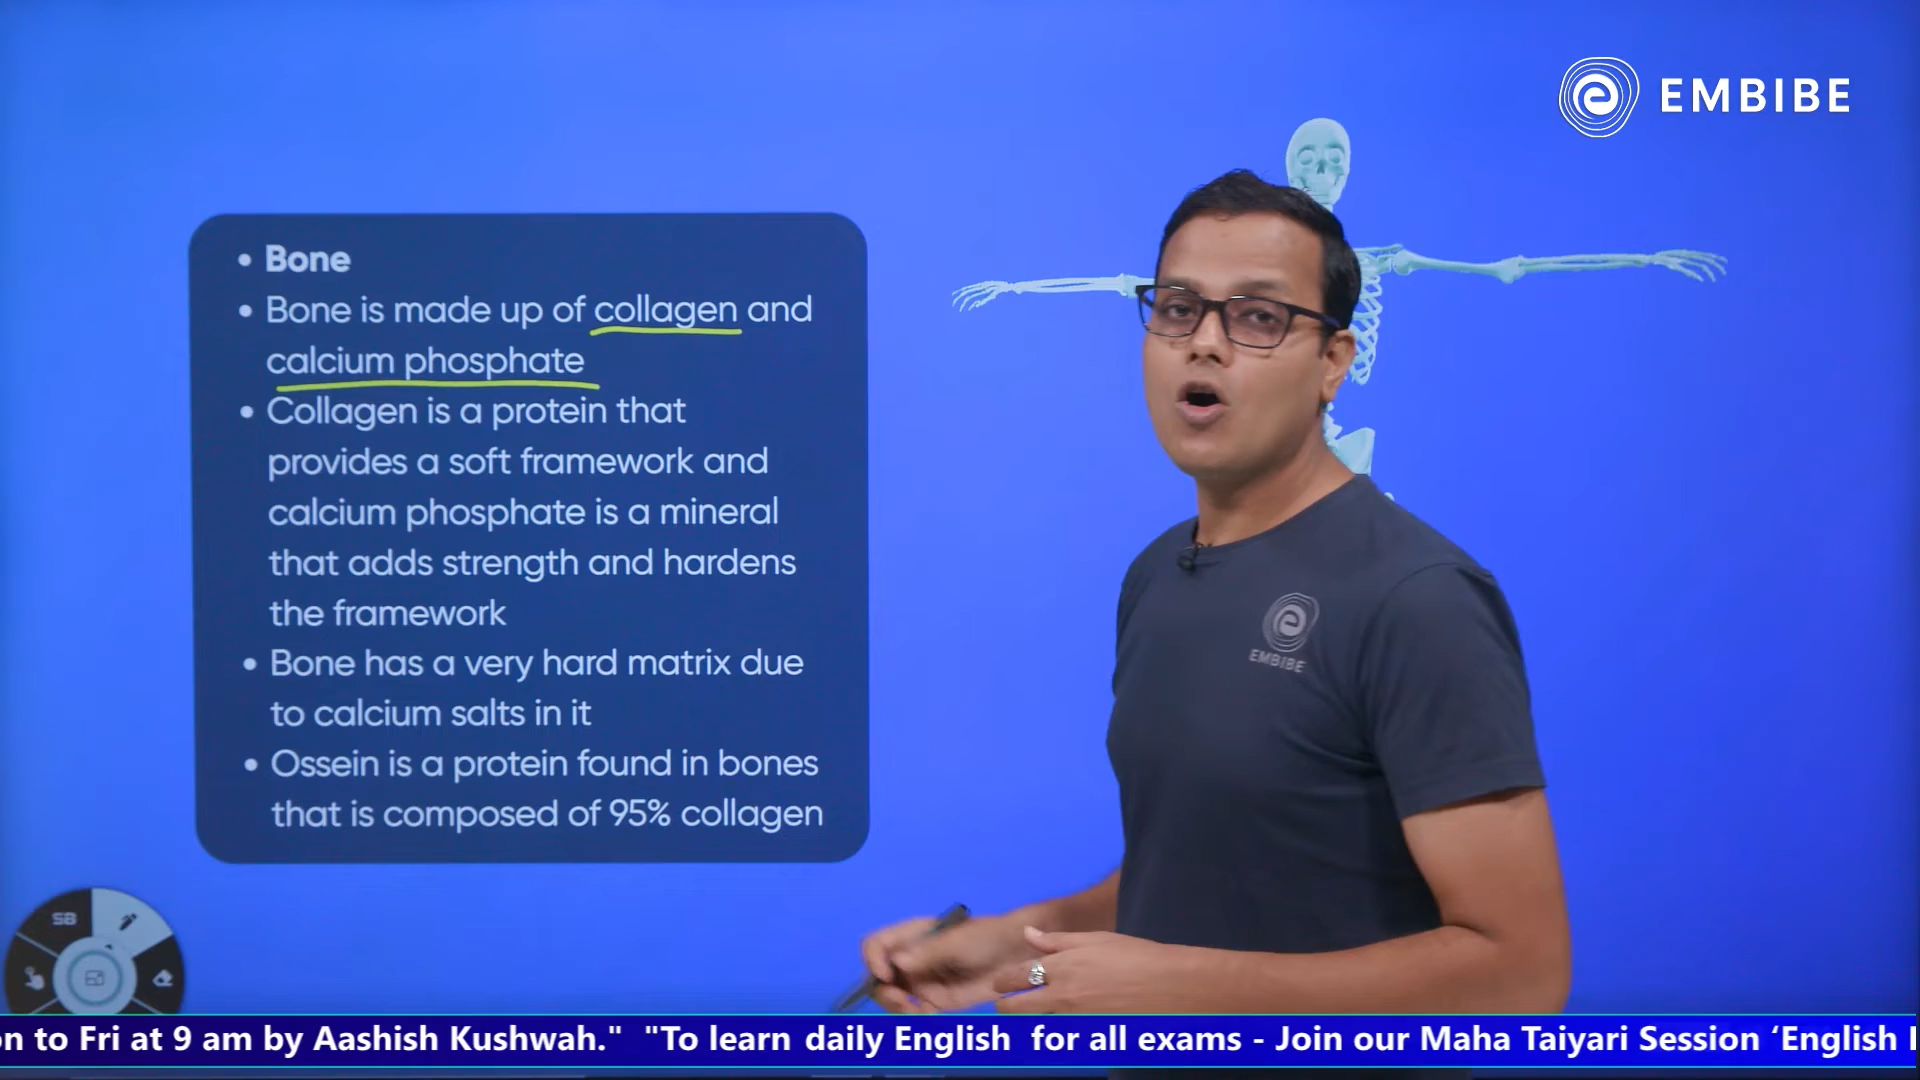 EMBIBE
• Bone
• Bone is made up of collagen and
calcium phosphate
• Collagen is a protein that
provides a soft framework and
calcium phosphate is a mineral
that adds strength and hardens
the framework
• Bone has a very hard matrix due
to calcium salts in it
• Ossein is a protein found in bones
that is composed of 95% collagen
EMBIBE
SB
on to Fri at 9 am by Aashish Kushwah." "To learn daily English for all exams - Join our Maha Taiyari Session ‘English